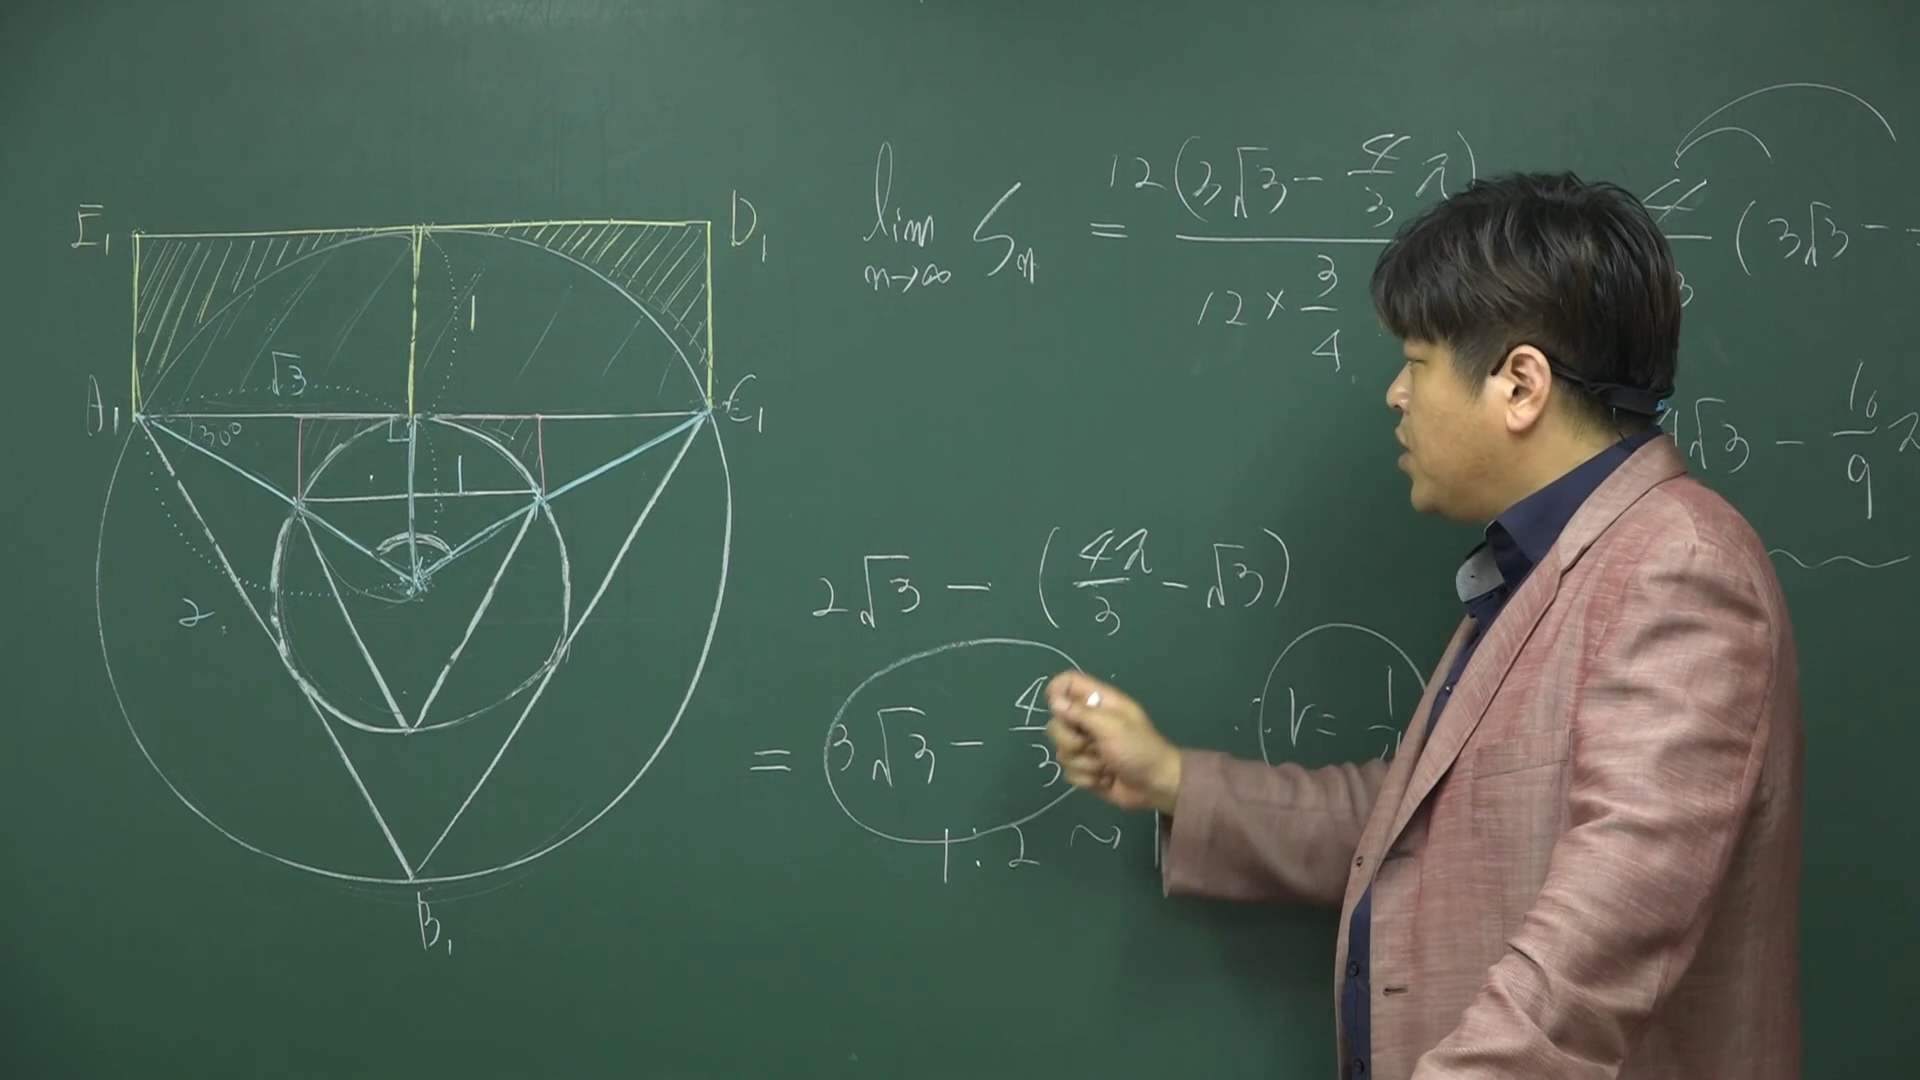 E₁
D₁
1
√3
A₁
C₁
30°
1
2
B₁
lim n→∞ Sₙ = 12(3√3 - 4/3 π) / 12 × 3/4
(3√3 -
√3 - 16/9 π
2√3 - (4π/3 - √3)
= 3√3 - 4/3
∴ r = 1/4
1 : 2 ~